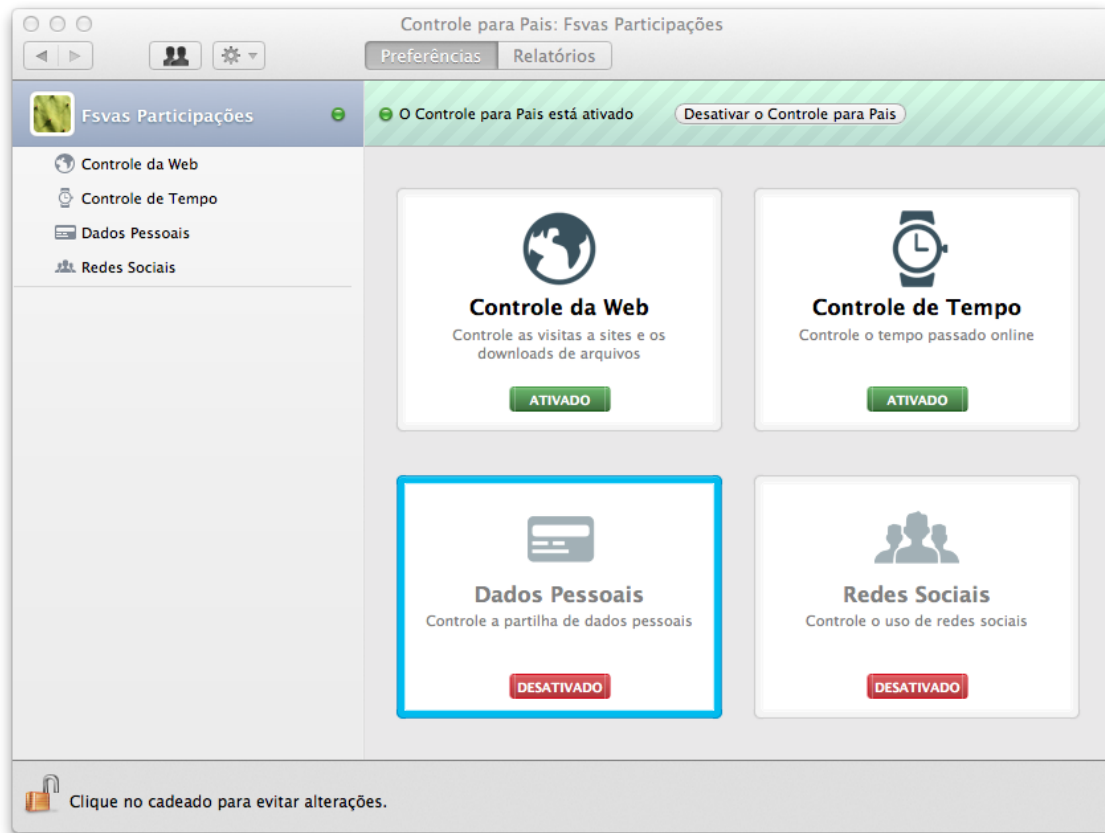 Controle para Pais: Fsvas Participações
Preferências Relatórios
Fsvas Participações
O Controle para Pais está ativado
Desativar o Controle para Pais
Controle da Web
Controle de Tempo
Dados Pessoais
Redes Sociais
Controle da Web
Controle as visitas a sites e os
downloads de arquivos
ATIVADO
Controle de Tempo
Controle o tempo passado online
ATIVADO
Dados Pessoais
Controle a partilha de dados pessoais
DESATIVADO
Redes Sociais
Controle o uso de redes sociais
DESATIVADO
Clique no cadeado para evitar alterações.